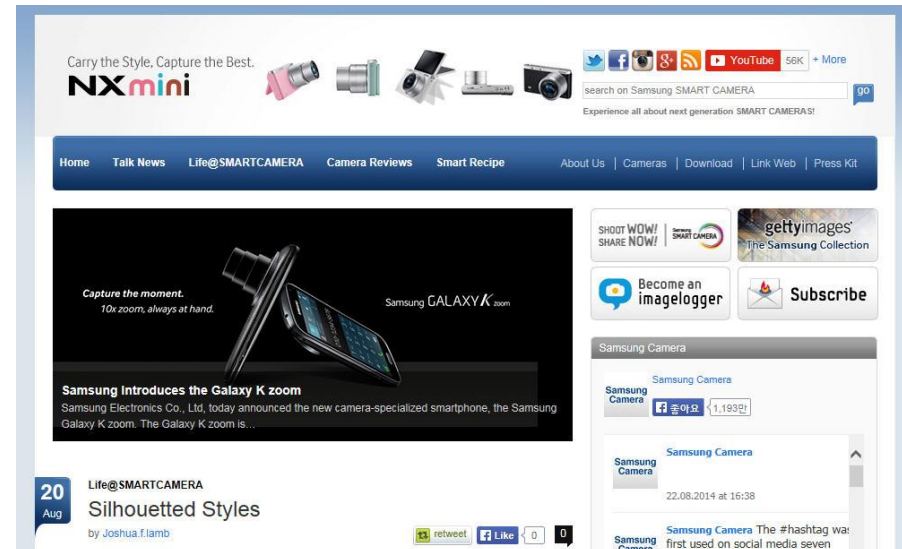 Carry the Style, Capture the Best.
NXmini
YouTube 56K + More
search on Samsung SMART CAMERA
go
Experience all about next generation SMART CAMERAS!
Home Talk News Life@SMARTCAMERA Camera Reviews Smart Recipe About Us | Cameras | Download | Link Web | Press Kit
Capture the moment.
10x zoom, always at hand.
Samsung GALAXY K zoom
Samsung Introduces the Galaxy K zoom
Samsung Electronics Co., Ltd, today announced the new camera-specialized smartphone, the Samsung
Galaxy K zoom. The Galaxy K zoom is...
SHOOT WOW!
SHARE NOW!
Samsung
SMART CAMERA
gettyimages®
The Samsung Collection
Become an
imagelogger
Subscribe
Samsung Camera
Samsung
Camera
Samsung Camera
좋아요 1,193만
Samsung
Camera
Samsung Camera
22.08.2014 at 16:38
Samsung
Camera
Samsung Camera The #hashtag was
first used on social media seven
20
Aug
Life@SMARTCAMERA
Silhouetted Styles
by Joshua.f.lamb
retweet Like 0 0